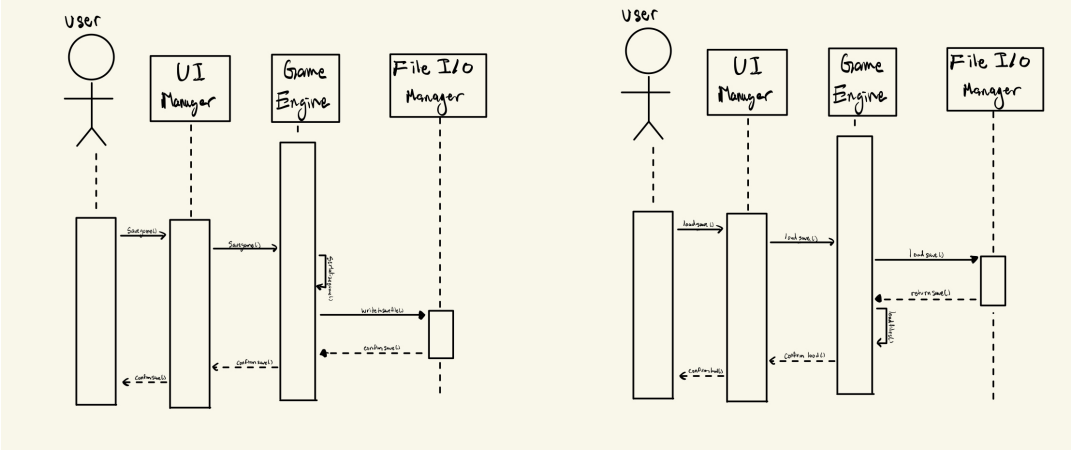 User
UI
Manager
Game
Engine
File I/O
Manager
Savegame()
Savegame()
writetosavefile()
confirmsave()
confirmsave()
confirmsave()
User
UI
Manager
Game
Engine
File I/O
Manager
loadsave()
loadsave()
loadsave()
returnsave()
confirm load()
confirmload()